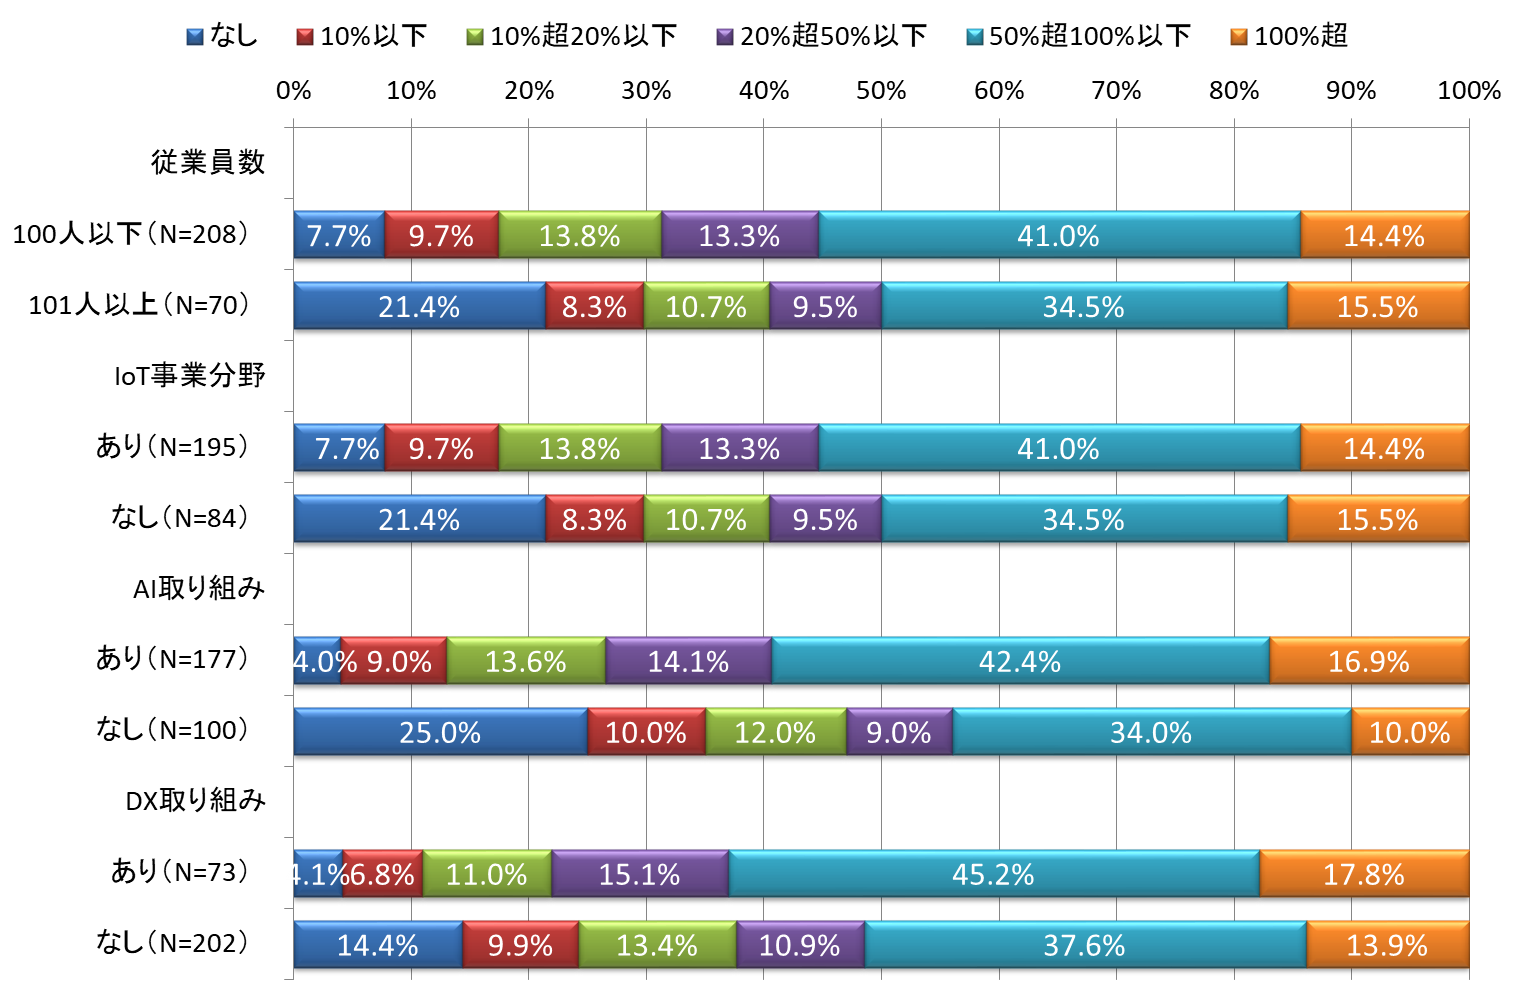 なし 10%以下 10%超20%以下 20%超50%以下 50%超100%以下 100%超
0% 10% 20% 30% 40% 50% 60% 70% 80% 90% 100%
従業員数
100人以下（N=208） 7.7% 9.7% 13.8% 13.3% 41.0% 14.4%
101人以上（N=70） 21.4% 8.3% 10.7% 9.5% 34.5% 15.5%
IoT事業分野
あり（N=195） 7.7% 9.7% 13.8% 13.3% 41.0% 14.4%
なし（N=84） 21.4% 8.3% 10.7% 9.5% 34.5% 15.5%
AI取り組み
あり（N=177） 4.0% 9.0% 13.6% 14.1% 42.4% 16.9%
なし（N=100） 25.0% 10.0% 12.0% 9.0% 34.0% 10.0%
DX取り組み
あり（N=73） 4.1% 6.8% 11.0% 15.1% 45.2% 17.8%
なし（N=202） 14.4% 9.9% 13.4% 10.9% 37.6% 13.9%